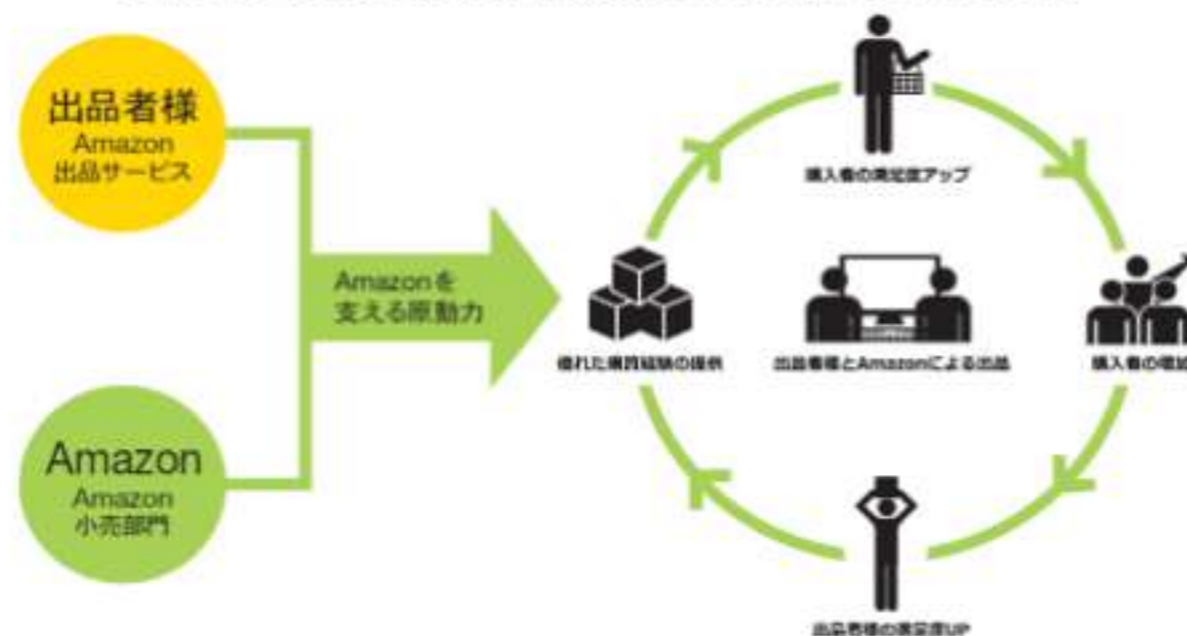 出品者様
Amazon
出品サービス
Amazon
Amazon
小売部門
Amazonを
支える原動力
購入者の満足度アップ
優れた購買経験の提供
出品者様とAmazonによる出品
購入者の増加
出品者様の満足度UP